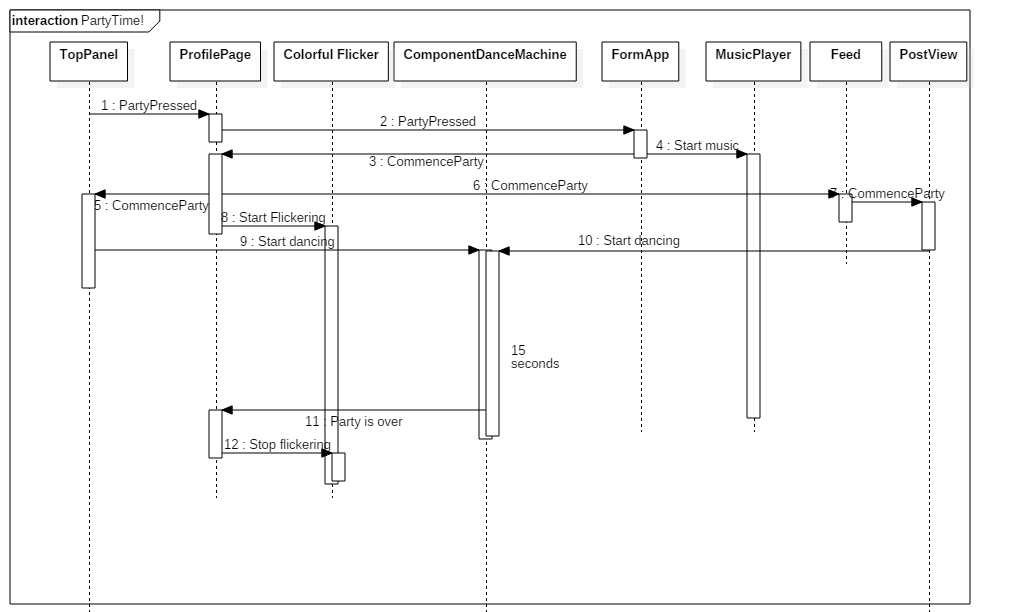 interaction PartyTime!
TopPanel
ProfilePage
Colorful Flicker
ComponentDanceMachine
FormApp
MusicPlayer
Feed
PostView
1 : PartyPressed
2 : PartyPressed
4 : Start music
3 : CommenceParty
6 : CommenceParty
7 : CommenceParty
5 : CommenceParty
8 : Start Flickering
9 : Start dancing
10 : Start dancing
15
seconds
11 : Party is over
12 : Stop flickering